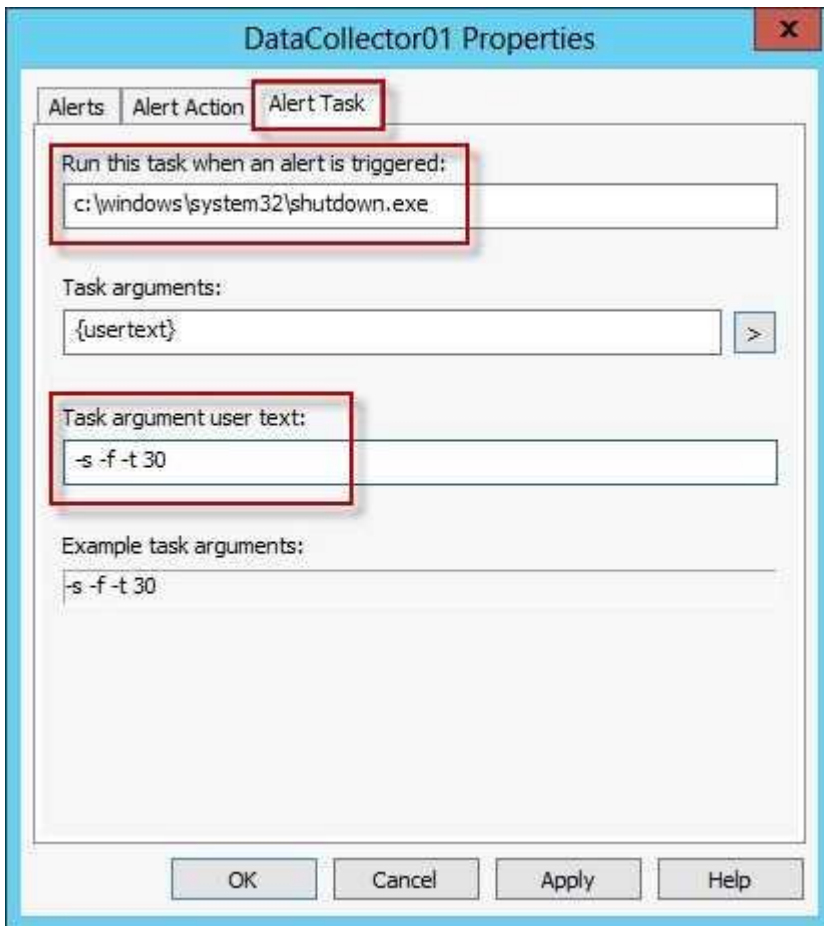 DataCollector01 Properties
x
Alerts
Alert Action
Alert Task
Run this task when an alert is triggered:
c:\windows\system32\shutdown.exe
Task arguments:
{usertext}
>
Task argument user text:
-s -f -t 30
Example task arguments:
-s -f -t 30
OK
Cancel
Apply
Help